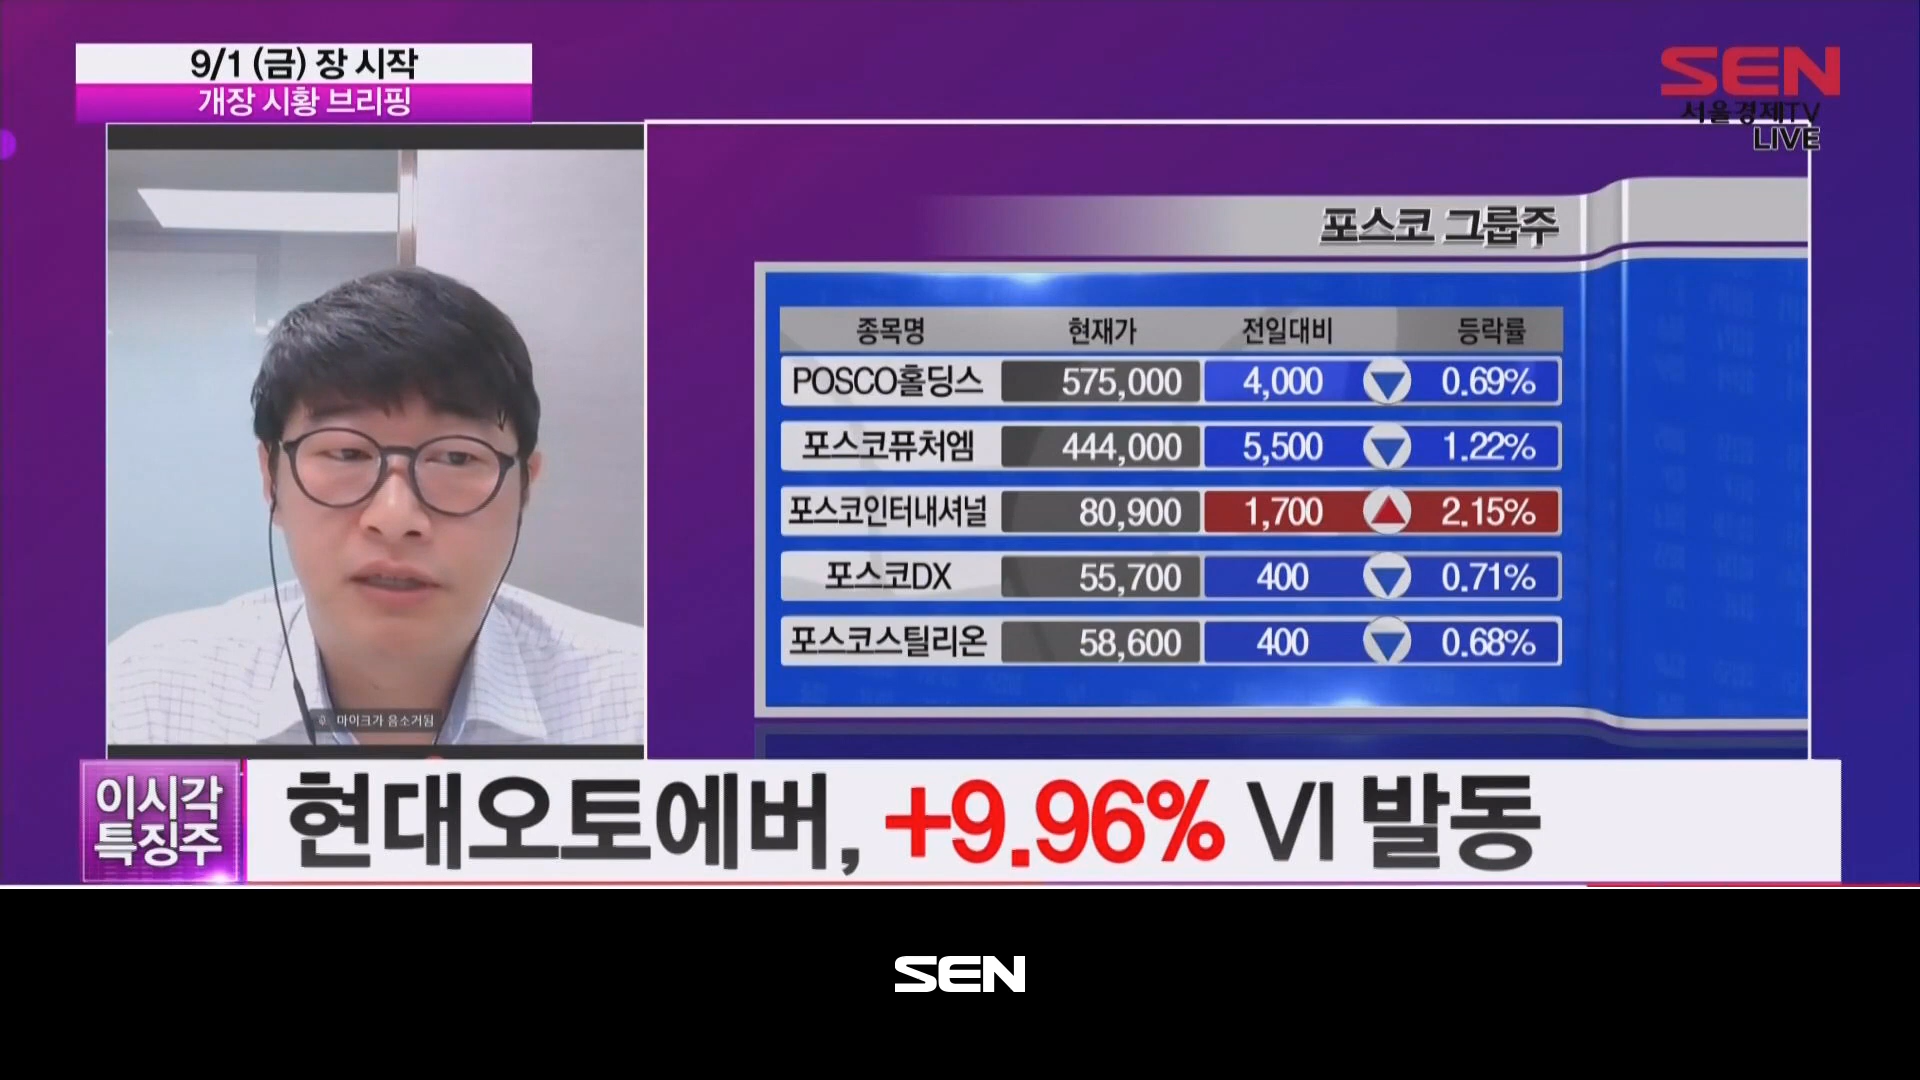 9/1 (금) 장 시작
개장 시황 브리핑
SEN
서울경제TV
LIVE
포스코 그룹주
종목명 현재가 전일대비 등락률
POSCO홀딩스 575,000 4,000 0.69%
포스코퓨처엠 444,000 5,500 1.22%
포스코인터내셔널 80,900 1,700 2.15%
포스코DX 55,700 400 0.71%
포스코스틸리온 58,600 400 0.68%
마이크가 음소거됨
이시각
특징주
현대오토에버, +9.96% VI 발동
SEN